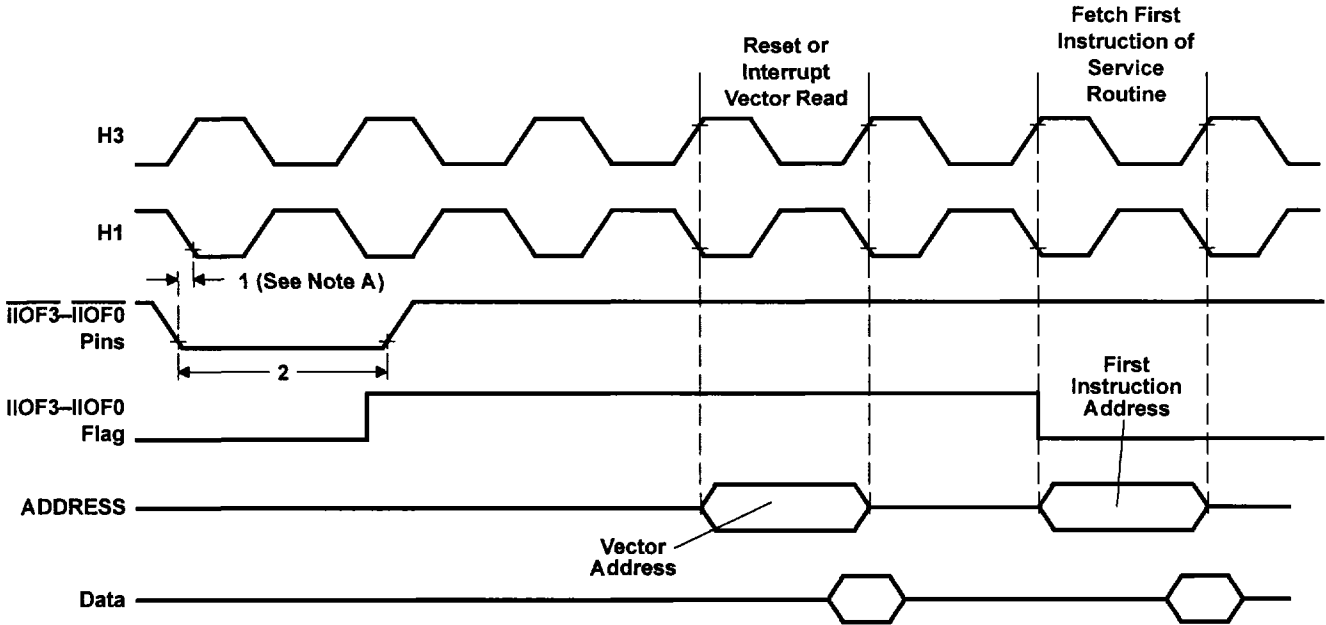 Fetch First
Instruction of
Service
Routine
Reset or
Interrupt
Vector Read
H3
H1
1 (See Note A)
IIOF3–IIOF0
Pins
2
IIOF3–IIOF0
Flag
First
Instruction
Address
ADDRESS
Vector
Address
Data